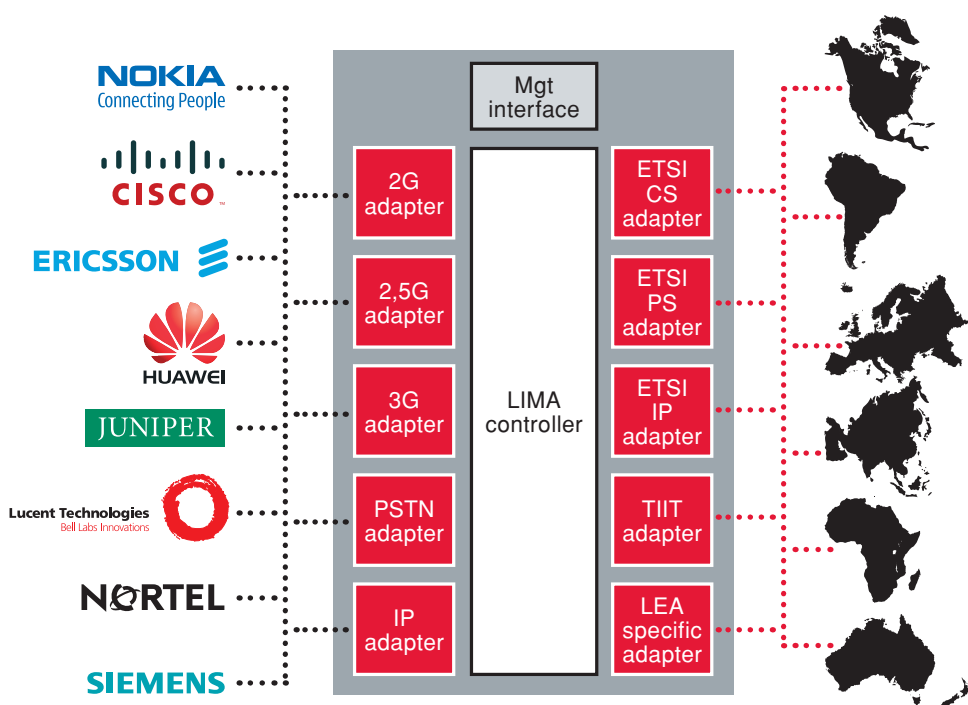 NOKIA
Connecting People
CISCO
ERICSSON
HUAWEI
JUNIPER
Lucent Technologies
Bell Labs Innovations
NORTEL
SIEMENS
Mgt
interface
2G
adapter
2,5G
adapter
3G
adapter
PSTN
adapter
IP
adapter
LIMA
controller
ETSI
CS
adapter
ETSI
PS
adapter
ETSI
IP
adapter
TIIT
adapter
LEA
specific
adapter